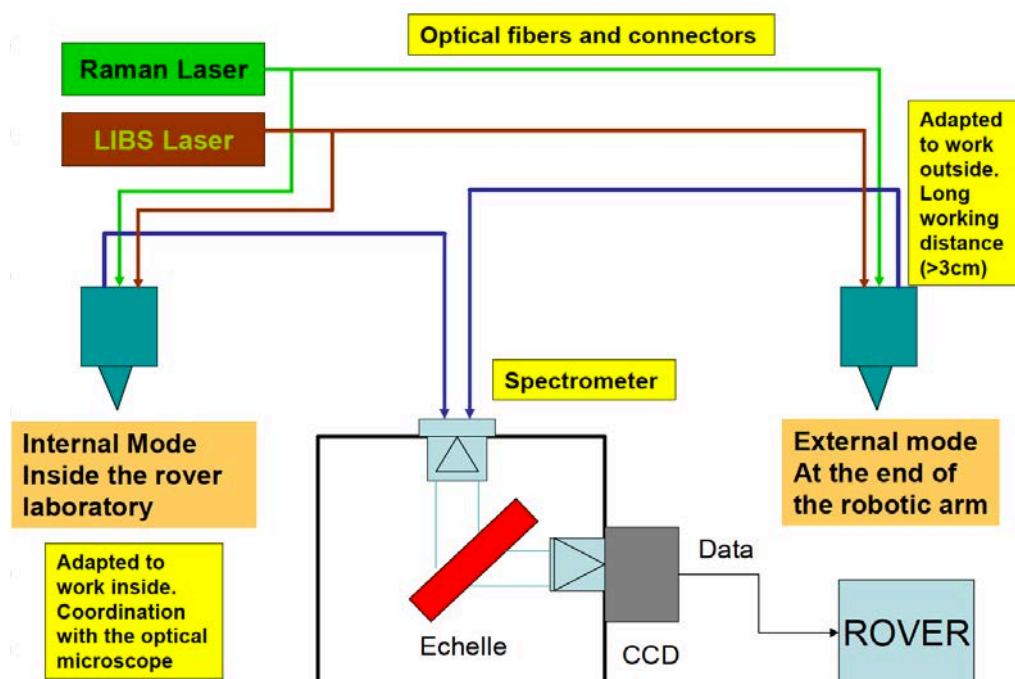 Optical fibers and connectors
Raman Laser
LIBS Laser
Adapted
to work
outside.
Long
working
distance
(>3cm)
Spectrometer
Internal Mode
Inside the rover
laboratory
External mode
At the end of
the robotic arm
Adapted to
work inside.
Coordination
with the optical
microscope
Echelle
CCD
Data
ROVER